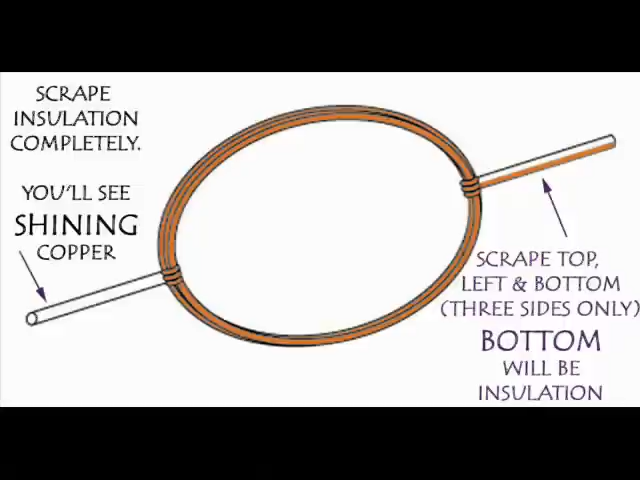 SCRAPE
INSULATION
COMPLETELY.
YOU'LL SEE
SHINING
COPPER
SCRAPE TOP,
LEFT & BOTTOM
(THREE SIDES ONLY)
BOTTOM
WILL BE
INSULATION